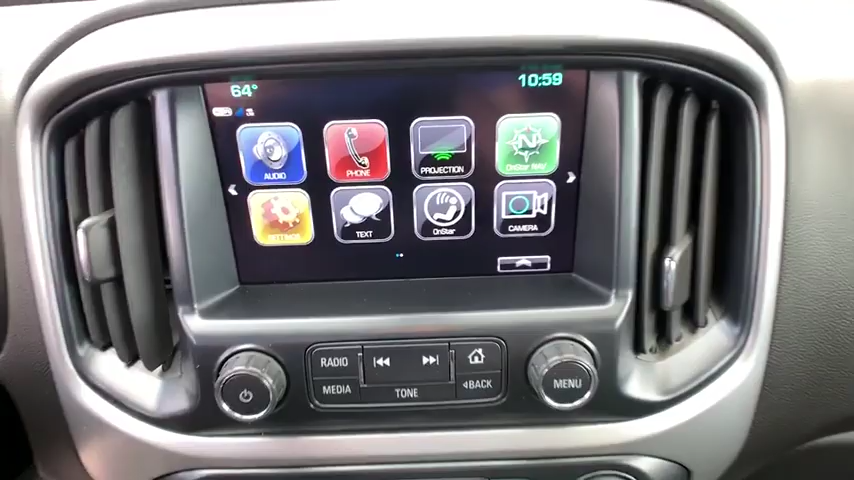 64°
10:59
AUDIO
PHONE
PROJECTION
N
OnStar NAV
SETTINGS
TEXT
OnStar
CAMERA
RADIO
MEDIA
TONE
BACK
MENU